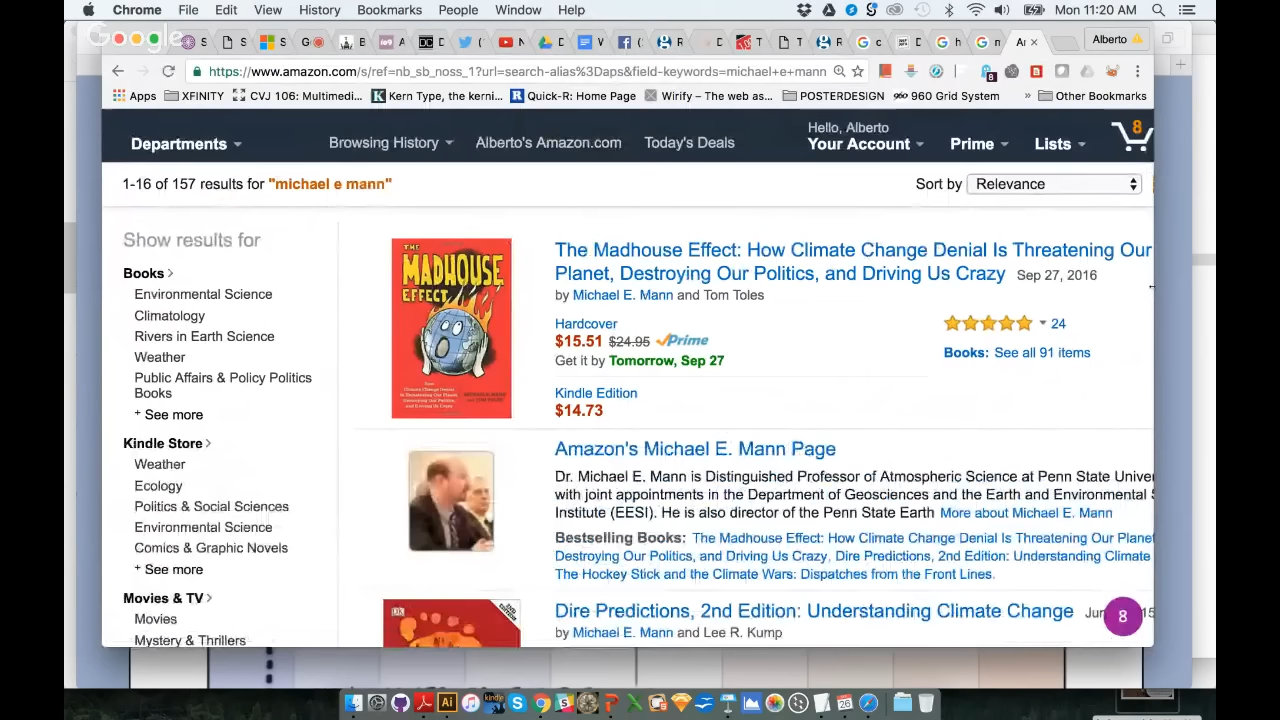 Chrome File Edit View History Bookmarks People Window Help Mon 11:20 AM
Google
Alberto
https://www.amazon.com/s/ref=nb_sb_noss_1?url=search-alias%3Daps&field-keywords=michael+e+mann
Apps XFINITY CVJ 106: Multimedi... Kern Type, the kerni... Quick-R: Home Page Wirify – The web as... POSTERDESIGN 960 Grid System » Other Bookmarks
Hello, Alberto 8
Departments Browsing History Alberto's Amazon.com Today's Deals Your Account Prime Lists
1-16 of 157 results for "michael e mann" Sort by Relevance
Show results for
Books
Environmental Science
Climatology
Rivers in Earth Science
Weather
Public Affairs & Policy Politics
Books
+ See more
Kindle Store
Weather
Ecology
Politics & Social Sciences
Environmental Science
Comics & Graphic Novels
+ See more
Movies & TV
Movies
Mystery & Thrillers
THE
MADHOUSE
EFFECT
The Madhouse Effect: How Climate Change Denial Is Threatening Our
Planet, Destroying Our Politics, and Driving Us Crazy Sep 27, 2016
by Michael E. Mann and Tom Toles
Hardcover
$15.51 $24.95 Prime
Get it by Tomorrow, Sep 27
Kindle Edition
$14.73
24
Books: See all 91 items
Amazon's Michael E. Mann Page
Dr. Michael E. Mann is Distinguished Professor of Atmospheric Science at Penn State Univer
with joint appointments in the Department of Geosciences and the Earth and Environmental S
Institute (EESI). He is also director of the Penn State Earth More about Michael E. Mann
Bestselling Books: The Madhouse Effect: How Climate Change Denial Is Threatening Our Planet
Destroying Our Politics, and Driving Us Crazy, Dire Predictions, 2nd Edition: Understanding Climate
The Hockey Stick and the Climate Wars: Dispatches from the Front Lines.
DK
Dire Predictions, 2nd Edition: Understanding Climate Change
by Michael E. Mann and Lee R. Kump
8